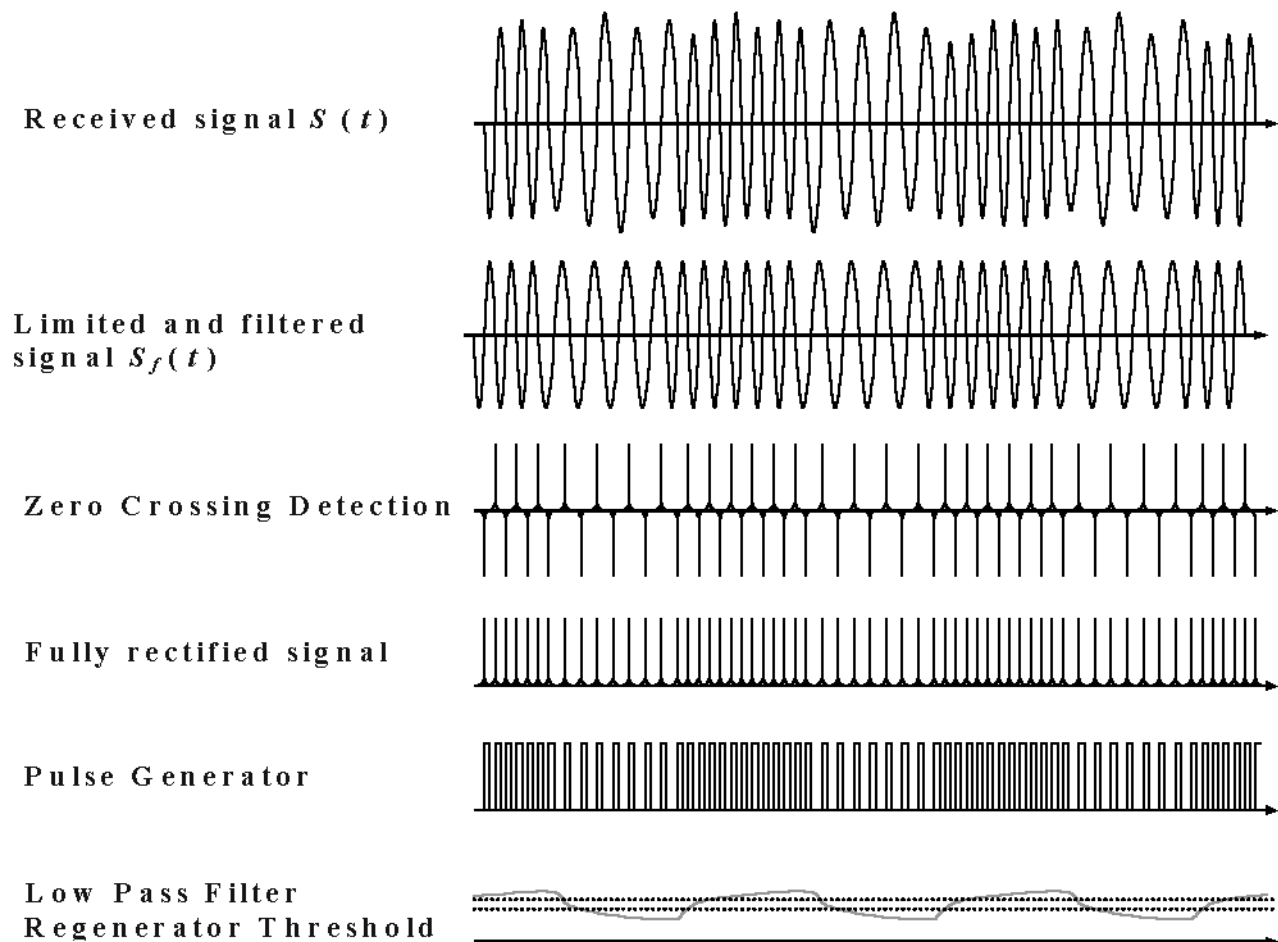 Received signal S (t)
Limited and filtered
signal Sf(t)
Zero Crossing Detection
Fully rectified signal
Pulse Generator
Low Pass Filter
Regenerator Threshold